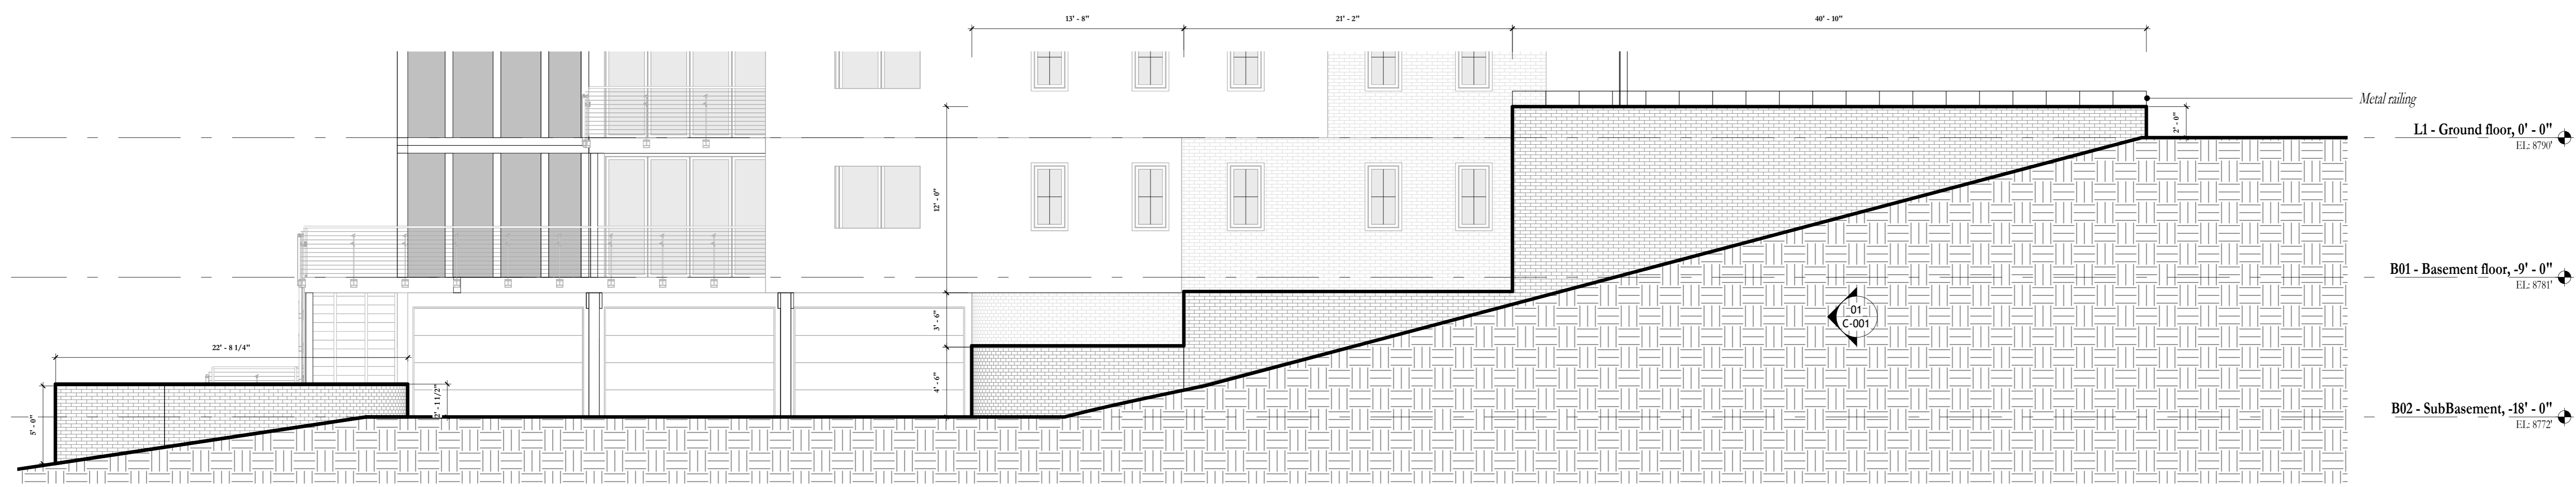 13' - 8"
21' - 2"
40' - 10"
Metal railing
2' - 0"
L1 - Ground floor, 0' - 0"
EL: 8790'
12' - 0"
B01 - Basement floor, -9' - 0"
EL: 8781'
01
C-001
3' - 6"
22' - 8 1/4"
4' - 6"
2' - 1 1/2"
5' - 0"
B02 - SubBasement, -18' - 0"
EL: 8772'